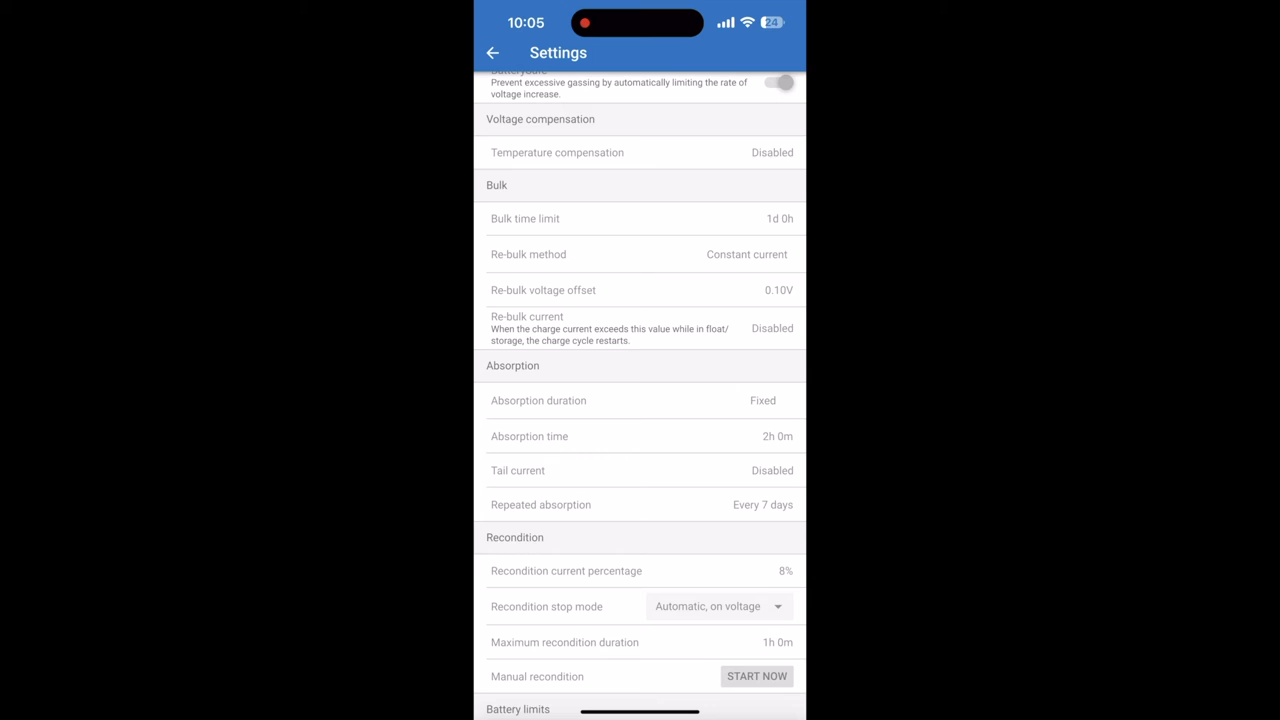 10:05
24
Settings
Prevent excessive gassing by automatically limiting the rate of
voltage increase.
Voltage compensation
Temperature compensation Disabled
Bulk
Bulk time limit 1d 0h
Re-bulk method Constant current
Re-bulk voltage offset 0.10V
Re-bulk current
When the charge current exceeds this value while in float/
storage, the charge cycle restarts.
Disabled
Absorption
Absorption duration Fixed
Absorption time 2h 0m
Tail current Disabled
Repeated absorption Every 7 days
Recondition
Recondition current percentage 8%
Recondition stop mode Automatic, on voltage
Maximum recondition duration 1h 0m
Manual recondition START NOW
Battery limits